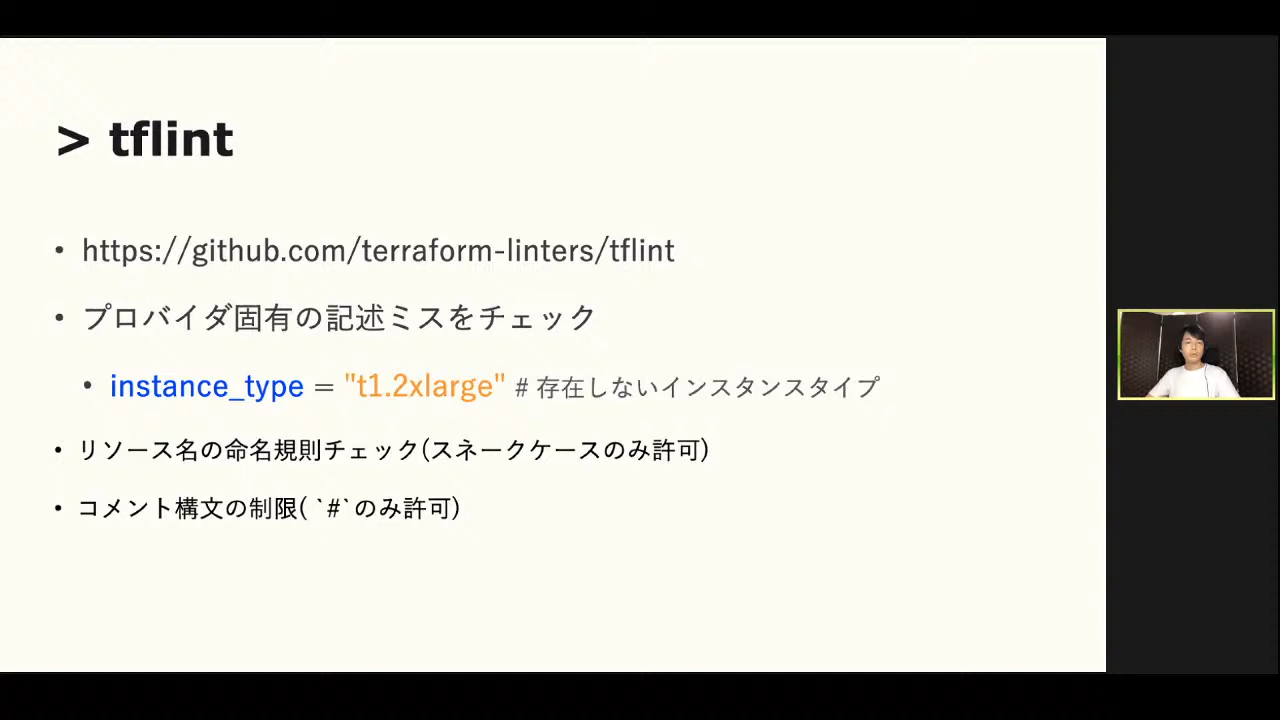 > tflint
• https://github.com/terraform-linters/tflint
• プロバイダ固有の記述ミスをチェック
• instance_type = "t1.2xlarge" # 存在しないインスタンスタイプ
• リソース名の命名規則チェック(スネークケースのみ許可)
• コメント構文の制限( `#`のみ許可)